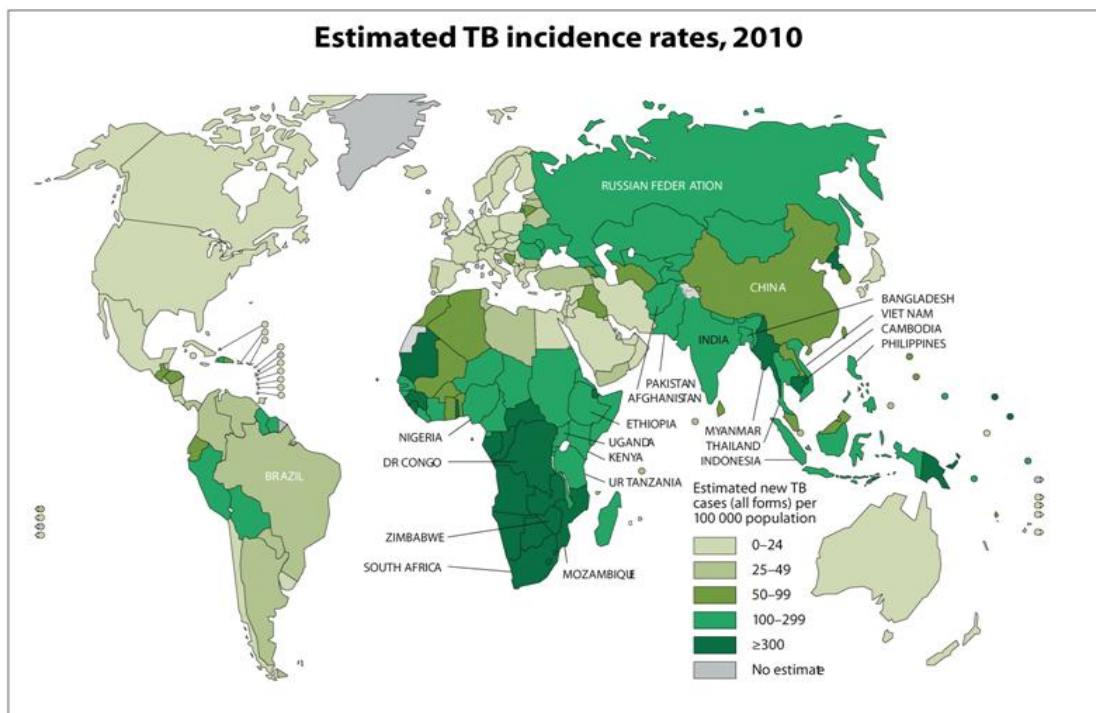 Estimated TB incidence rates, 2010
RUSSIAN FEDER ATION
CHINA
BANGLADESH
VIET NAM
CAMBODIA
PHILIPPINES
INDIA
PAKISTAN
AFGHANISTAN
MYANMAR
THAILAND
INDONESIA
NIGERIA
ETHIOPIA
UGANDA
KENYA
DR CONGO
UR TANZANIA
BRAZIL
ZIMBABWE
SOUTH AFRICA
MOZAMBIQUE
Estimated new TB
cases (all forms) per
100 000 population
0–24
25–49
50–99
100–299
≥300
No estimate